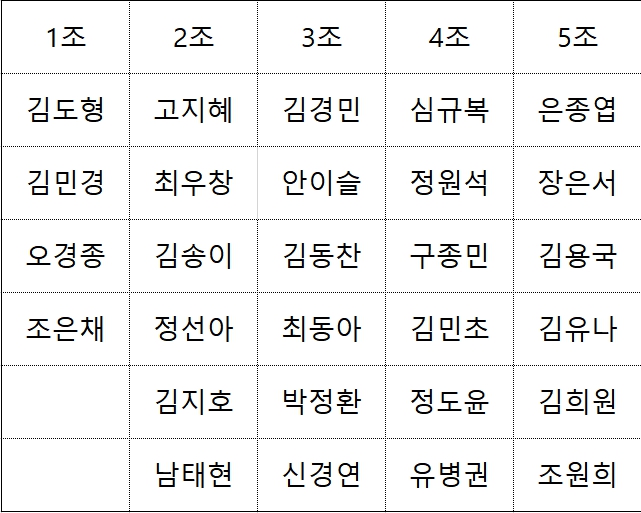 1조 2조 3조 4조 5조
김도형 고지혜 김경민 심규복 은종엽
김민경 최우창 안이슬 정원석 장은서
오경종 김송이 김동찬 구종민 김용국
조은채 정선아 최동아 김민초 김유나
김지호 박정환 정도윤 김희원
남태현 신경연 유병권 조원희